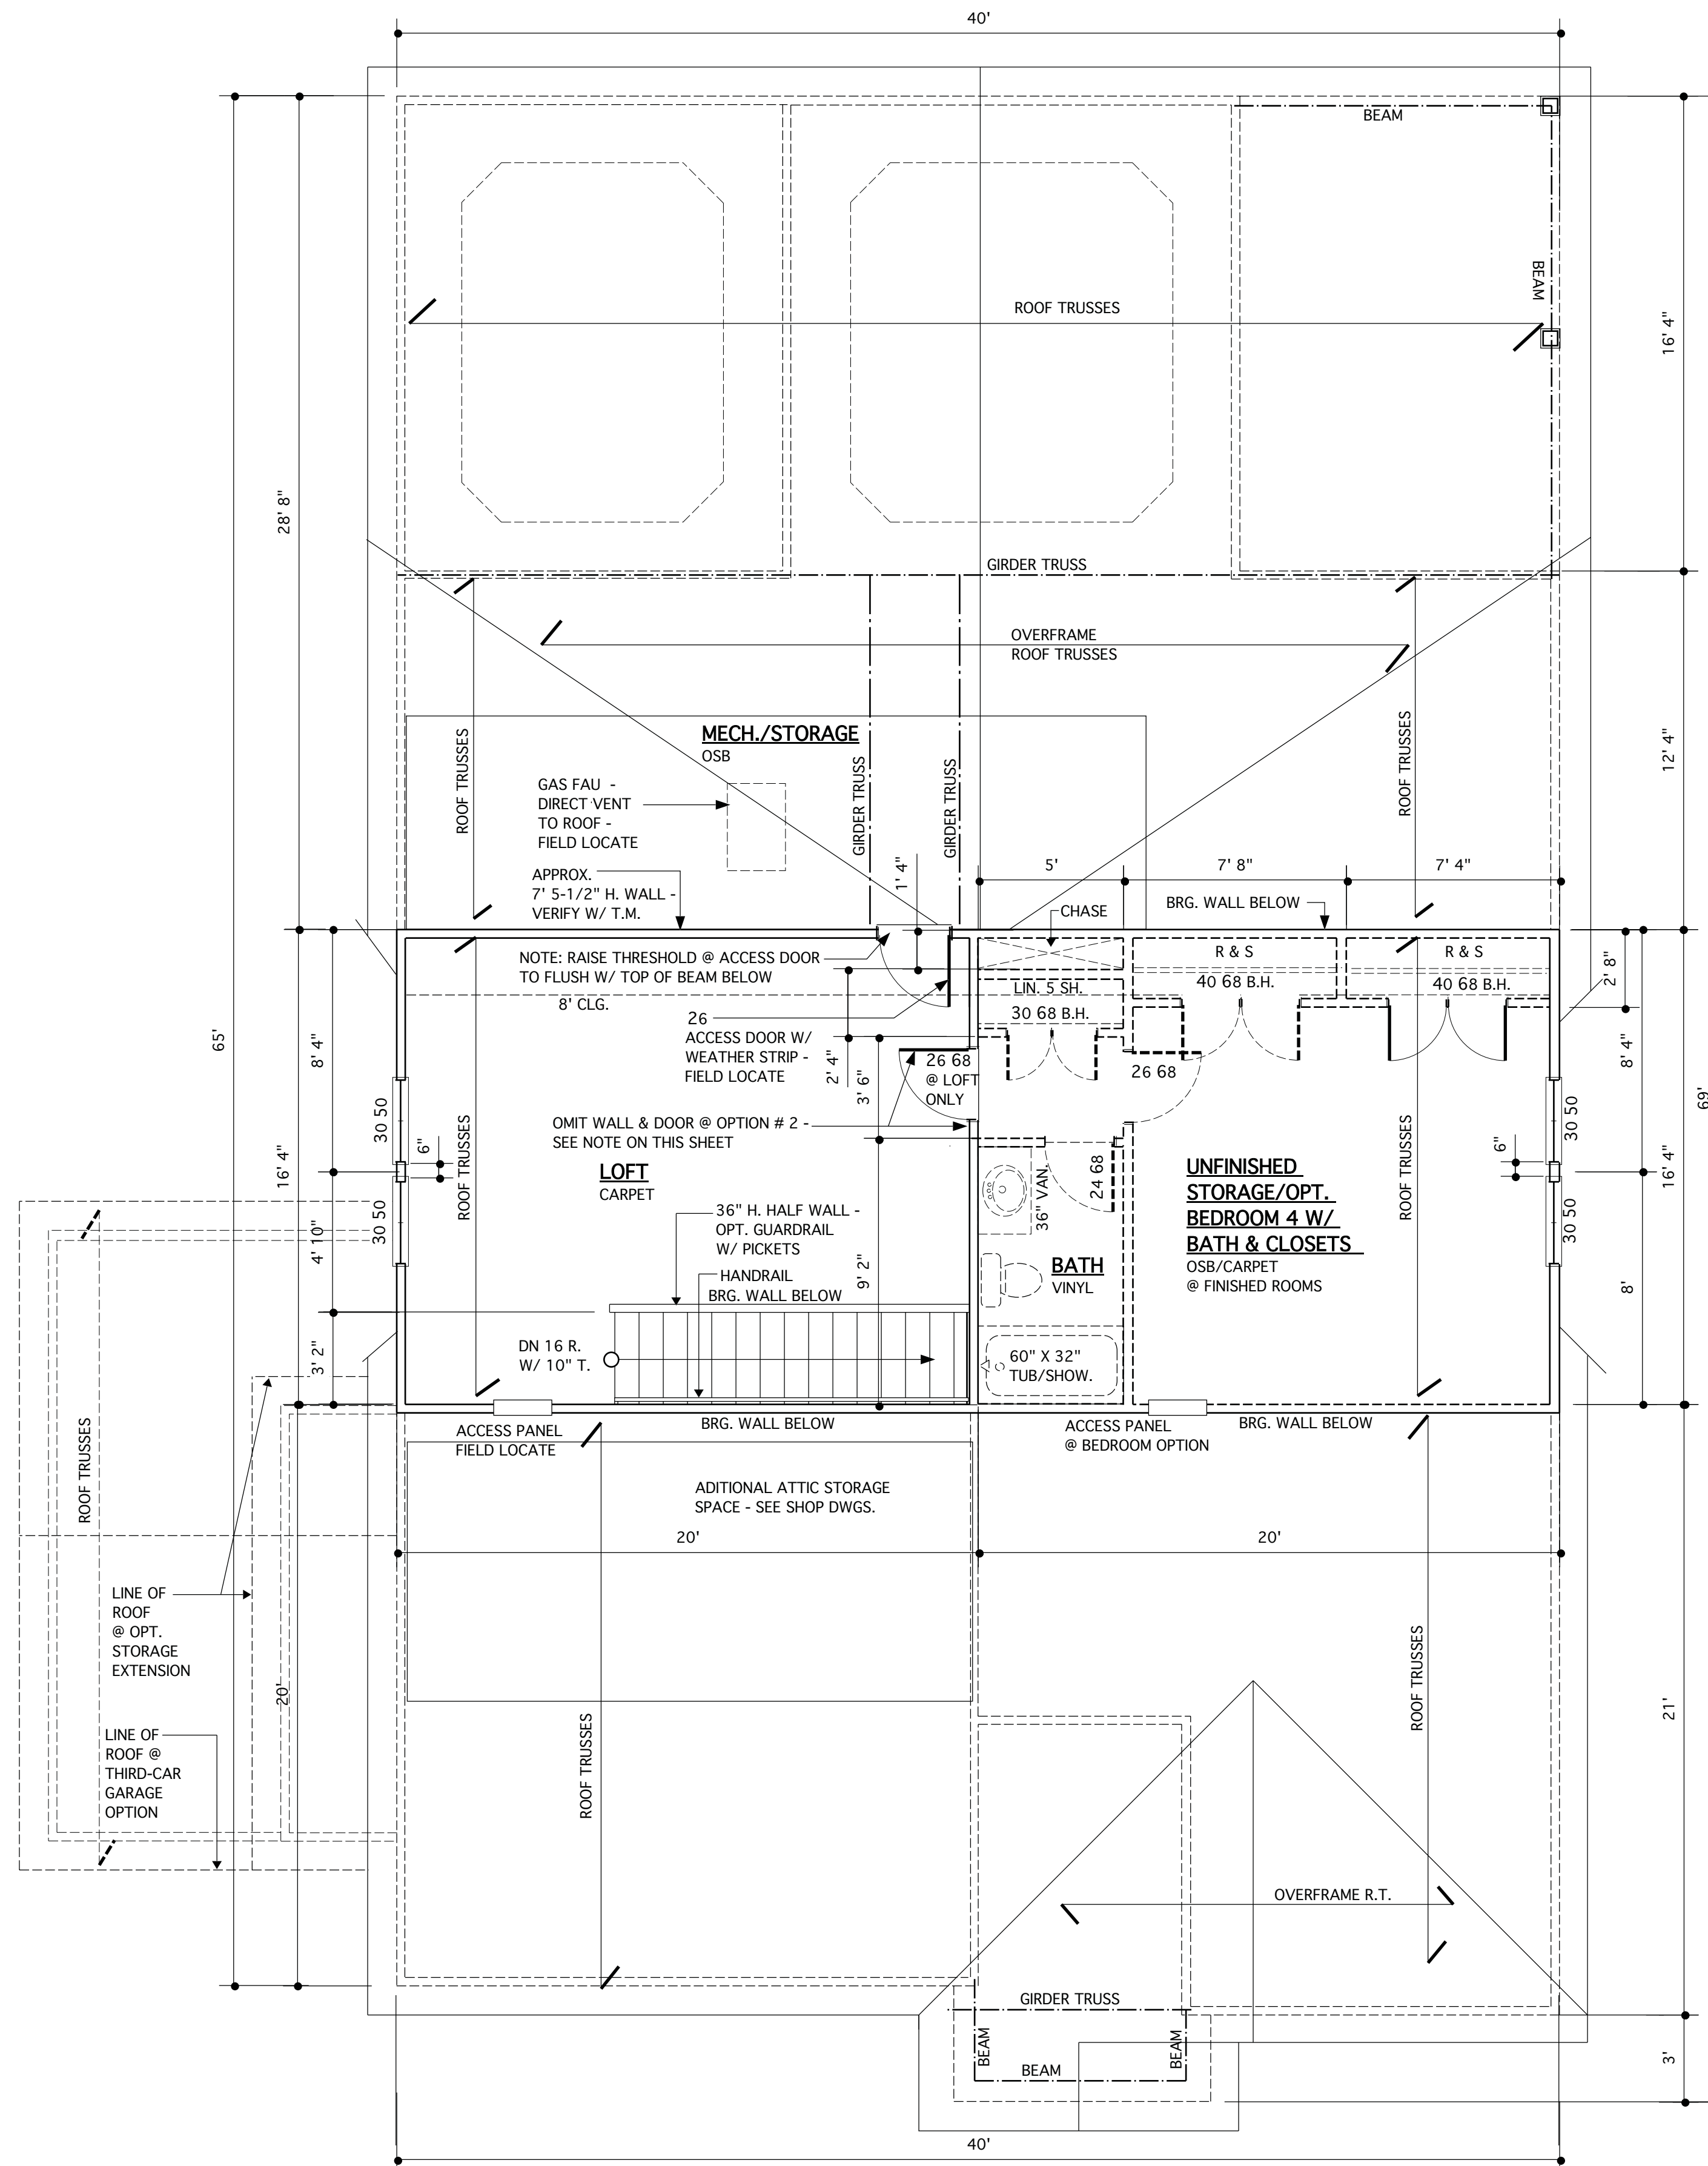 40'
BEAM
BEAM
ROOF TRUSSES
16' 4"
28' 8"
GIRDER TRUSS
OVERFRAME
ROOF TRUSSES
ROOF TRUSSES
ROOF TRUSSES
12' 4"
MECH./STORAGE
OSB
GIRDER TRUSS
GIRDER TRUSS
GAS FAU -
DIRECT VENT
TO ROOF -
FIELD LOCATE
APPROX.
7' 5-1/2" H. WALL -
VERIFY W/ T.M.
1' 4"
5'
7' 8"
7' 4"
CHASE
BRG. WALL BELOW
NOTE: RAISE THRESHOLD @ ACCESS DOOR
TO FLUSH W/ TOP OF BEAM BELOW
8' CLG.
R & S
R & S
2' 8"
LIN. 5 SH.
40 68 B.H.
40 68 B.H.
30 68 B.H.
26
ACCESS DOOR W/
WEATHER STRIP -
FIELD LOCATE
65'
8' 4"
2' 4"
3' 6"
26 68
@ LOFT
ONLY
26 68
8' 4"
69'
30 50
6"
ROOF TRUSSES
OMIT WALL & DOOR @ OPTION # 2 -
SEE NOTE ON THIS SHEET
16' 4"
LOFT
CARPET
36" VAN.
24 68
UNFINISHED
STORAGE/OPT.
BEDROOM 4 W/
BATH & CLOSETS
OSB/CARPET
@ FINISHED ROOMS
ROOF TRUSSES
6"
30 50
16' 4"
30 50
30 50
4' 10"
36" H. HALF WALL -
OPT. GUARDRAIL
W/ PICKETS
HANDRAIL
BRG. WALL BELOW
9' 2"
BATH
VINYL
8'
3' 2"
DN 16 R.
W/ 10" T.
60" X 32"
TUB/SHOW.
ACCESS PANEL
FIELD LOCATE
BRG. WALL BELOW
ACCESS PANEL
@ BEDROOM OPTION
BRG. WALL BELOW
ROOF TRUSSES
ADITIONAL ATTIC STORAGE
SPACE - SEE SHOP DWGS.
20'
20'
LINE OF
ROOF
@ OPT.
STORAGE
EXTENSION
20'
ROOF TRUSSES
ROOF TRUSSES
21'
LINE OF
ROOF @
THIRD-CAR
GARAGE
OPTION
OVERFRAME R.T.
GIRDER TRUSS
BEAM
BEAM
BEAM
3'
40'